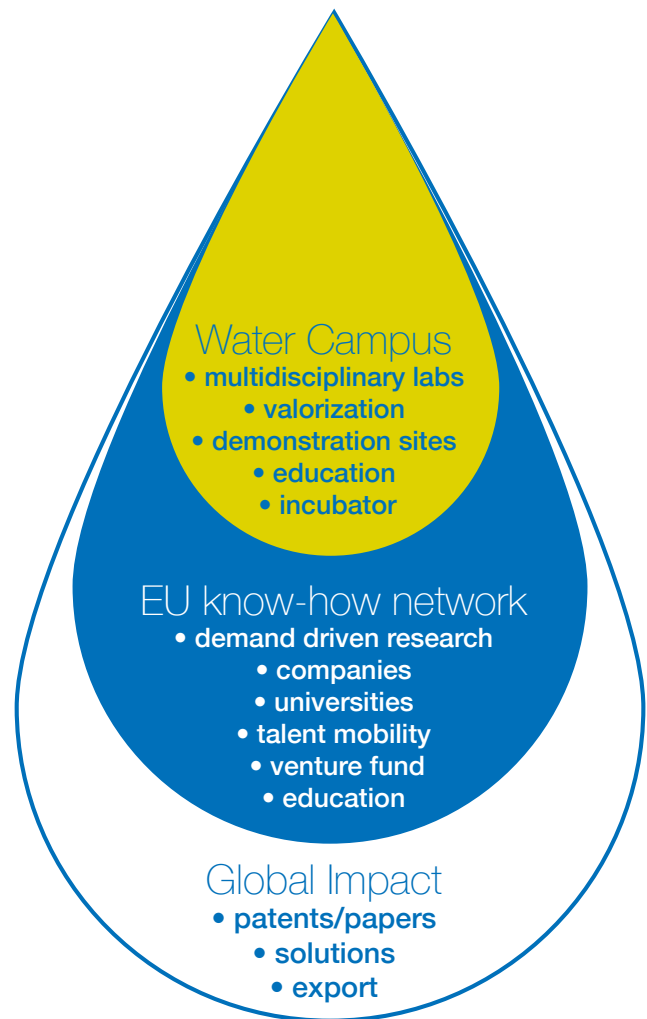 Water Campus
• multidisciplinary labs
• valorization
• demonstration sites
• education
• incubator
EU know-how network
• demand driven research
• companies
• universities
• talent mobility
• venture fund
• education
Global Impact
• patents/papers
• solutions
• export